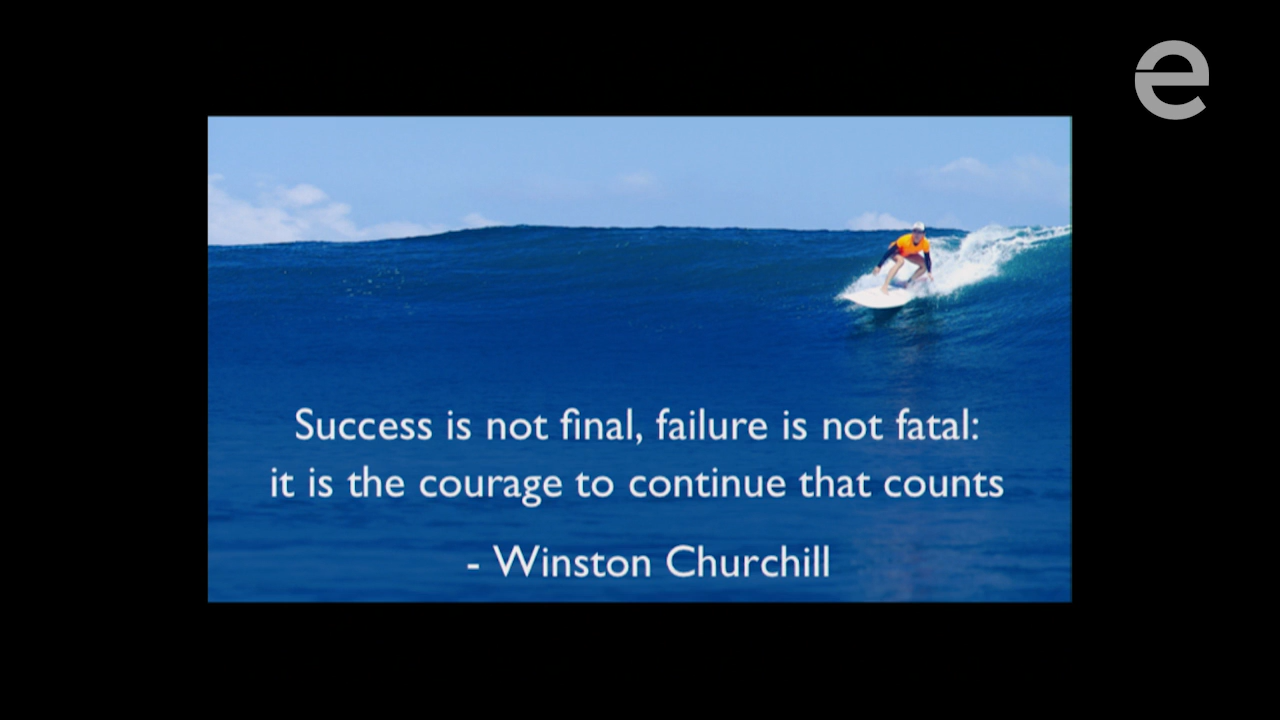 e
Success is not final, failure is not fatal:
it is the courage to continue that counts
- Winston Churchill